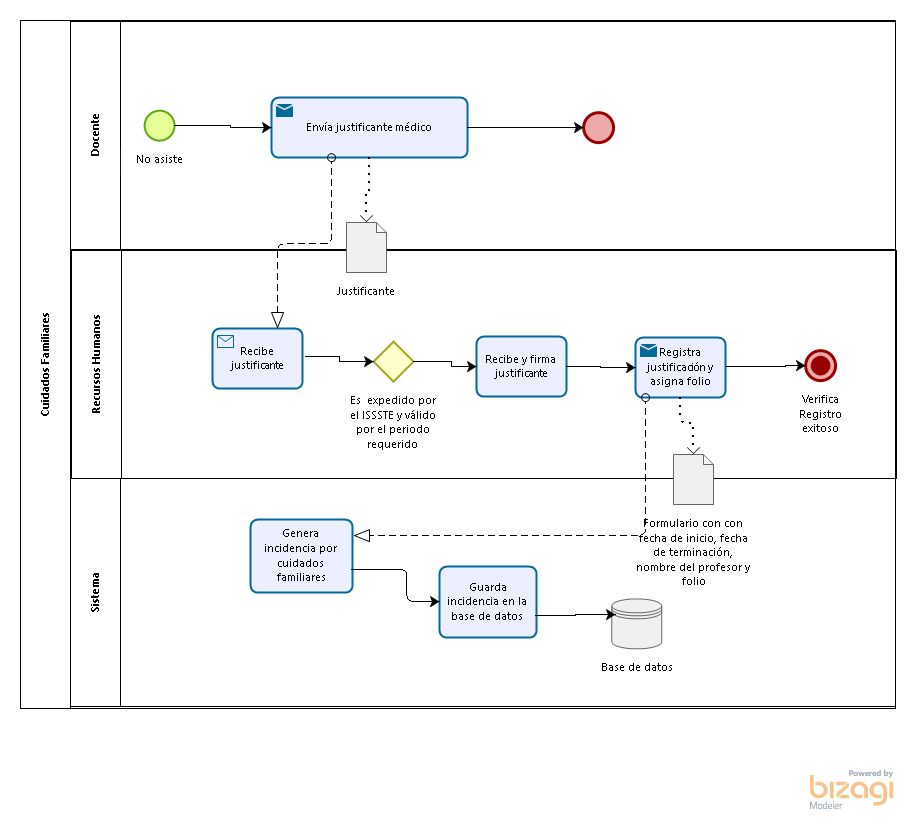 Cuidados Familiares
Docente
No asiste
Envía justificante médico
Justificante
Recursos Humanos
Recibe
justificante
Es  expedido por
el ISSSTE y válido
por el periodo
requerido
Recibe y firma
justificante
Registra
justificación y
asigna folio
Verifica
Registro
exitoso
Formulario con con
fecha de inicio, fecha
de terminación,
nombre del profesor y
folio
Sistema
Genera
incidencia por
cuidados
familiares
Guarda
incidencia en la
base de datos
Base de datos
Powered by
bizagi
Modeler